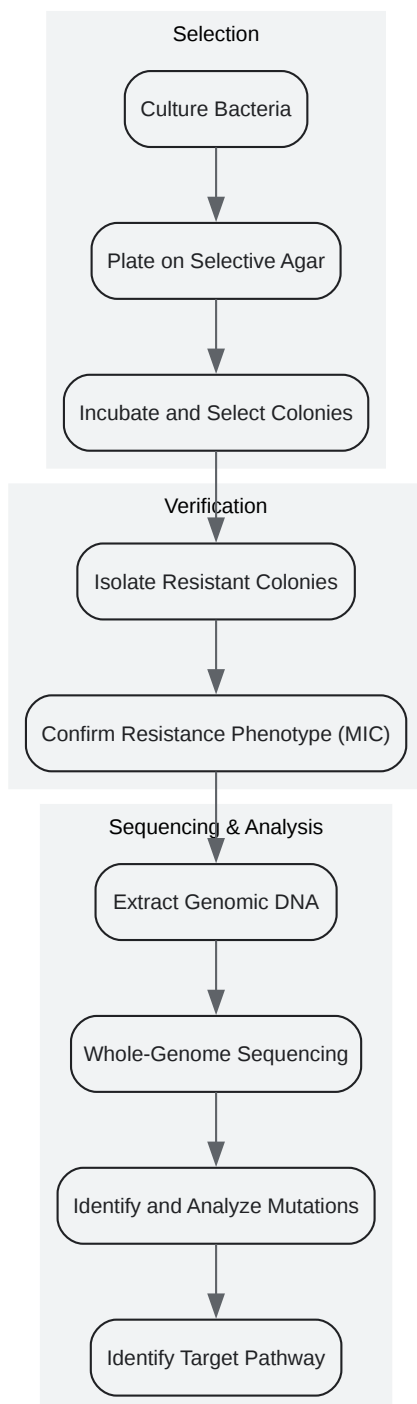 Selection
Culture Bacteria
Plate on Selective Agar
Incubate and Select Colonies
Verification
Isolate Resistant Colonies
Confirm Resistance Phenotype (MIC)
Sequencing & Analysis
Extract Genomic DNA
Whole-Genome Sequencing
Identify and Analyze Mutations
Identify Target Pathway